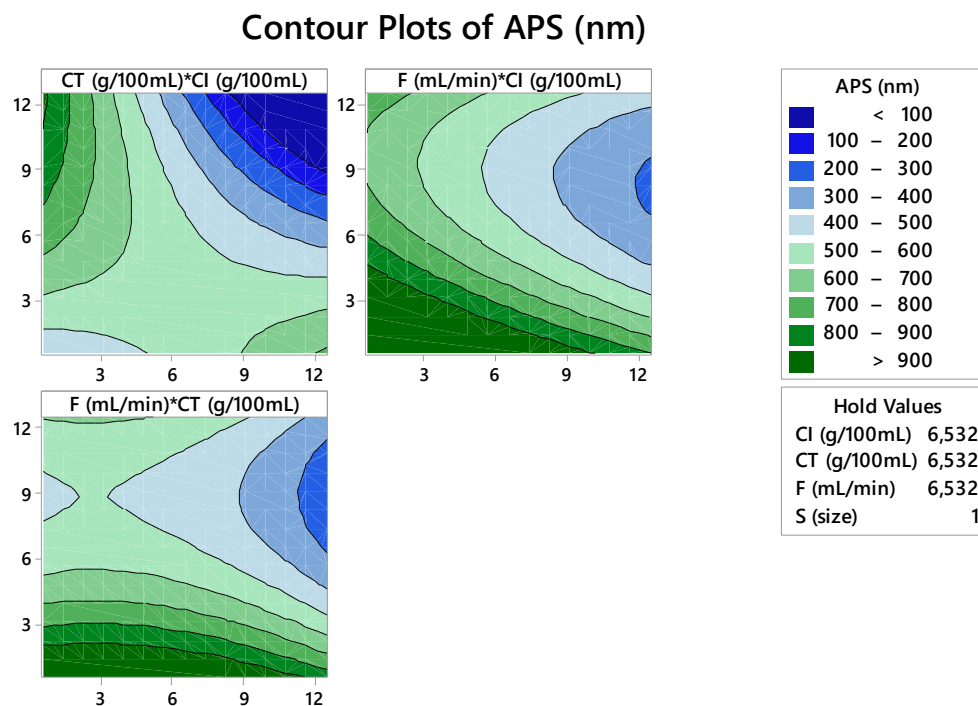 Contour Plots of APS (nm)
CT (g/100mL)*CI (g/100mL)
12
9
6
3
3 6 9 12
F (mL/min)*CI (g/100mL)
12
9
6
3
3 6 9 12
F (mL/min)*CT (g/100mL)
12
9
6
3
3 6 9 12
APS (nm)
< 100
100 – 200
200 – 300
300 – 400
400 – 500
500 – 600
600 – 700
700 – 800
800 – 900
> 900
Hold Values
CI (g/100mL) 6,532
CT (g/100mL) 6,532
F (mL/min) 6,532
S (size) 1